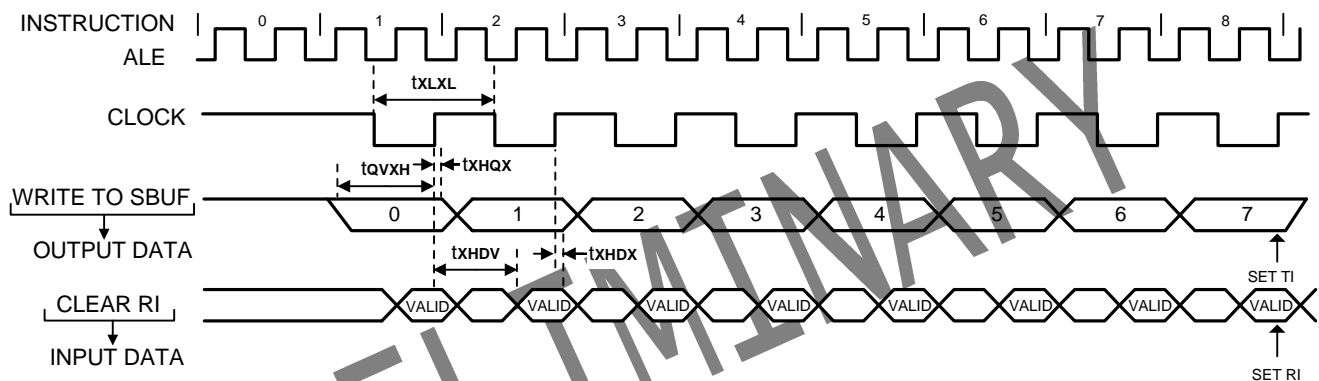 INSTRUCTION 0 1 2 3 4 5 6 7 8
ALE
tXLXL
CLOCK
tQVXH tXHQX
WRITE TO SBUF 0 1 2 3 4 5 6 7
OUTPUT DATA
tXHDV tXHDX
SET TI
CLEAR RI VALID VALID VALID VALID VALID VALID VALID VALID
INPUT DATA
SET RI